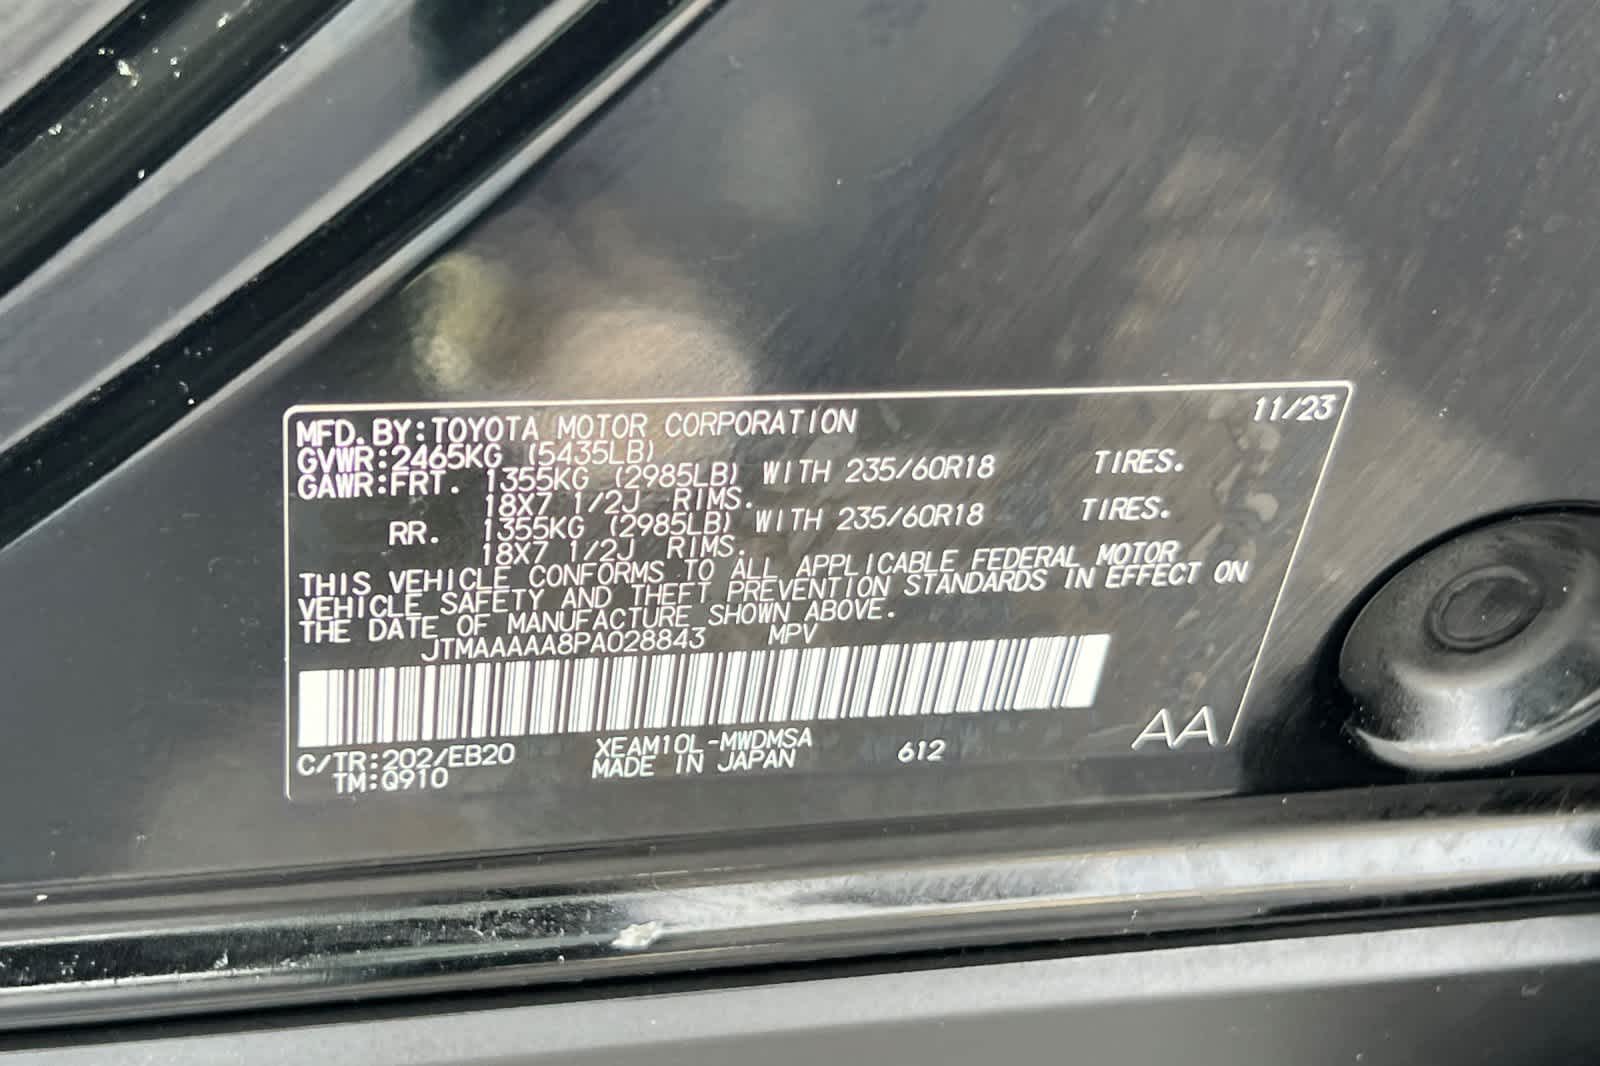 11/23
MFD. BY: TOYOTA MOTOR CORPORATION
GVWR: 2465KG (5435LB)
GAWR: FRT. 1355KG (2985LB) WITH 235/60R18 TIRES.
18X7 1/2J RIMS.
RR. 1355KG (2985LB) WITH 235/60R18 TIRES.
18X7 1/2J RIMS.
THIS VEHICLE CONFORMS TO ALL APPLICABLE FEDERAL MOTOR
VEHICLE SAFETY AND THEFT PREVENTION STANDARDS IN EFFECT ON
THE DATE OF MANUFACTURE SHOWN ABOVE.
JTMAAAAA8PA028843 MPV
C/TR: 202/EB20 XEAM10L-MWDMSA 612 AA
TM: Q910 MADE IN JAPAN